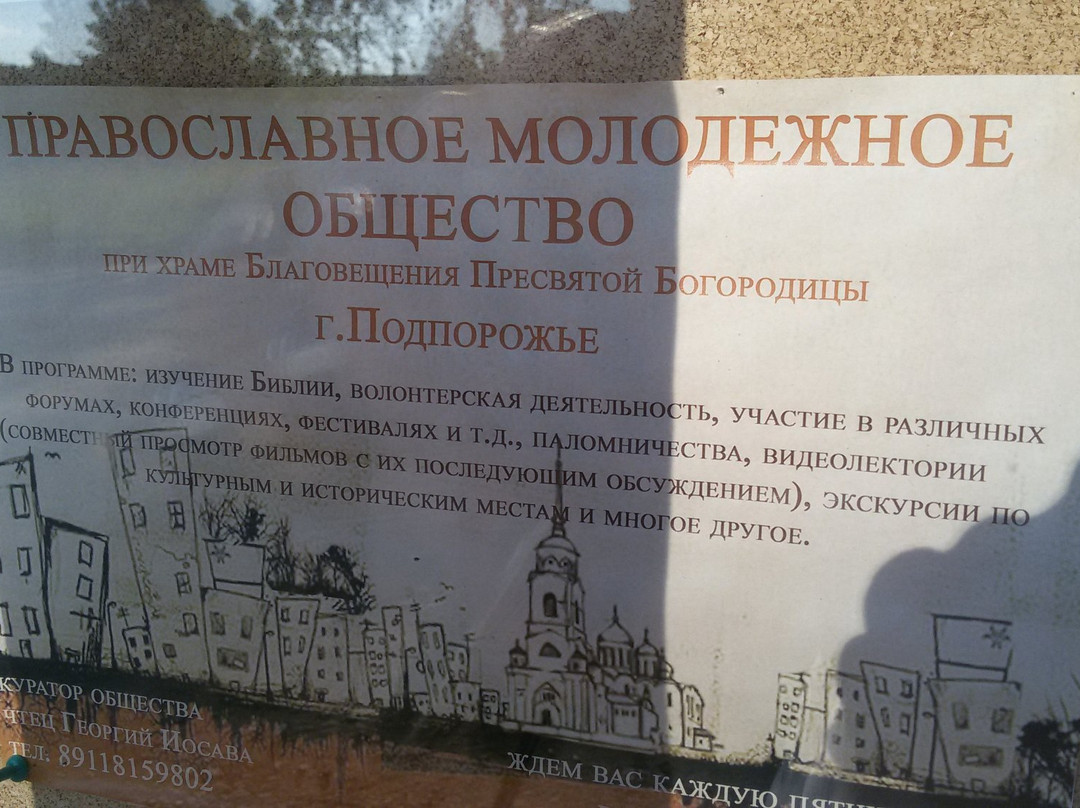 ПРАВОСЛАВНОЕ МОЛОДЕЖНОЕ
ОБЩЕСТВО
ПРИ ХРАМЕ БЛАГОВЕЩЕНИЯ ПРЕСВЯТОЙ БОГОРОДИЦЫ
Г.ПОДПОРОЖЬЕ
В ПРОГРАММЕ: ИЗУЧЕНИЕ БИБЛИИ, ВОЛОНТЕРСКАЯ ДЕЯТЕЛЬНОСТЬ, УЧАСТИЕ В РАЗЛИЧНЫХ
ФОРУМАХ, КОНФЕРЕНЦИЯХ, ФЕСТИВАЛЯХ И Т.Д., ПАЛОМНИЧЕСТВА, ВИДЕОЛЕКТОРИИ
(СОВМЕСТНЫЙ ПРОСМОТР ФИЛЬМОВ С ИХ ПОСЛЕДУЮЩИМ ОБСУЖДЕНИЕМ), ЭКСКУРСИИ ПО
КУЛЬТУРНЫМ И ИСТОРИЧЕСКИМ МЕСТАМ И МНОГОЕ ДРУГОЕ.
КУРАТОР ОБЩЕСТВА
ЧТЕЦ ГЕОРГИЙ ИОСАВА
ТЕЛ: 89118159802
ЖДЕМ ВАС КАЖДУЮ